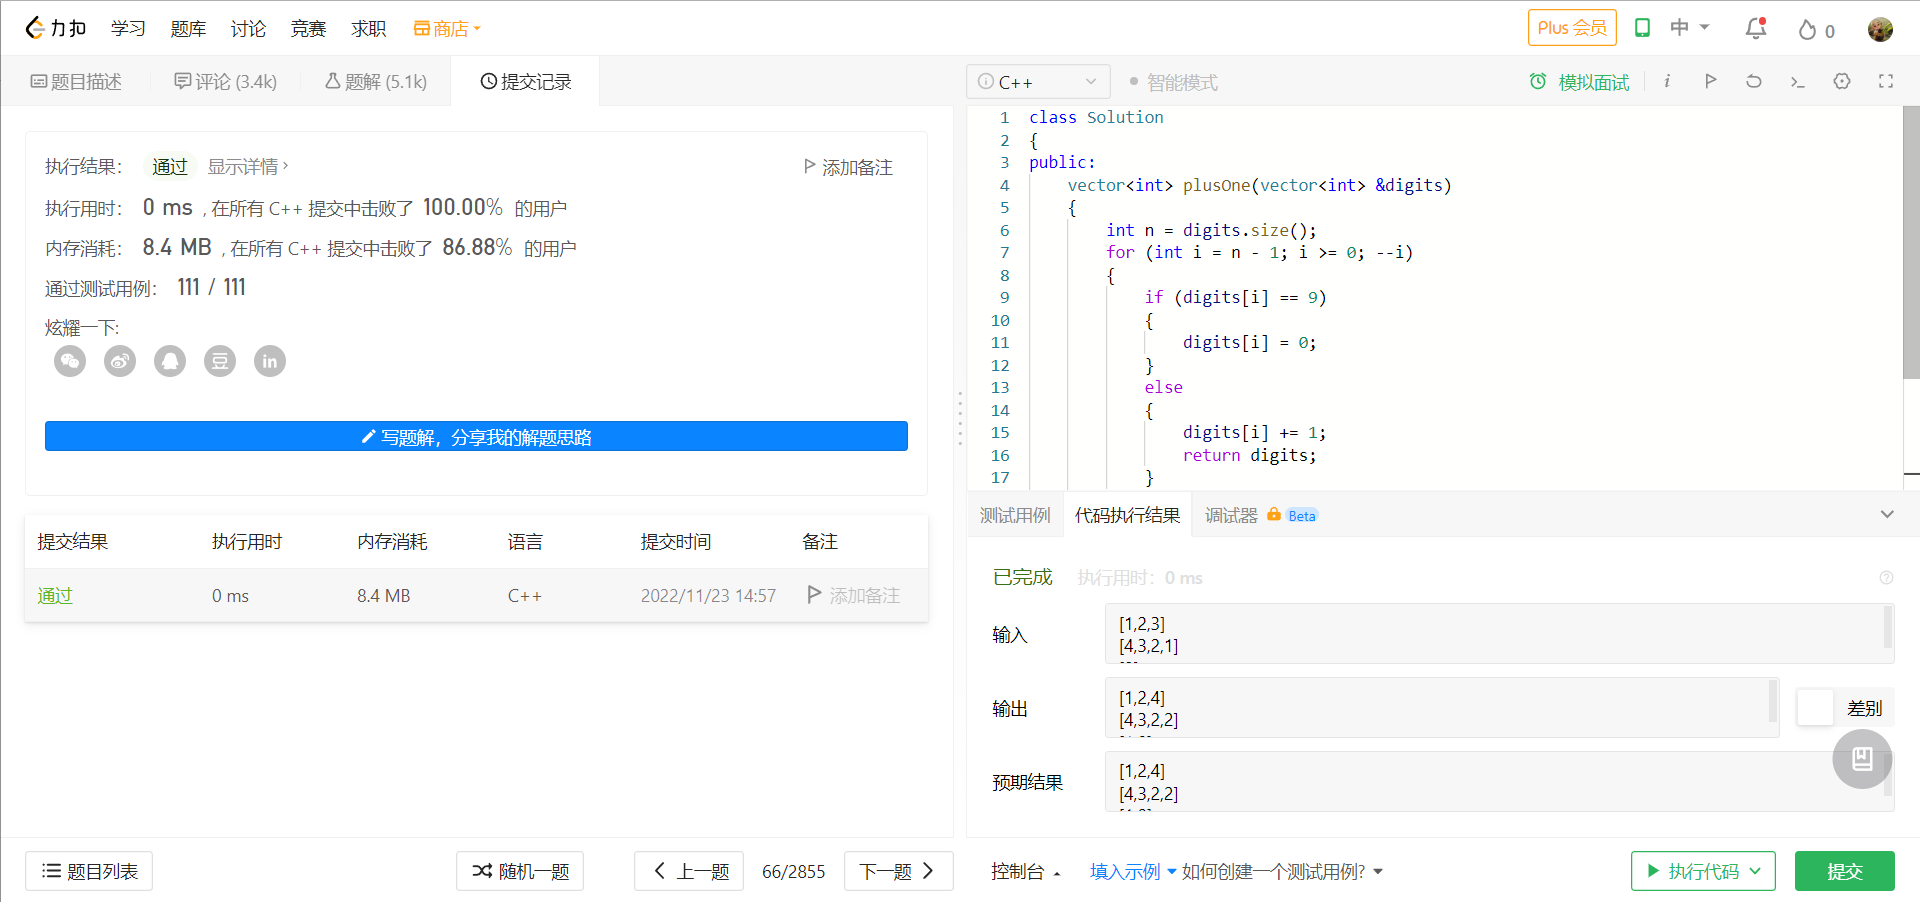 力扣 学习 题库 讨论 竞赛 求职 商店 Plus 会员 中 0
题目描述 评论 (3.4k) 题解 (5.1k) 提交记录
执行结果： 通过 显示详情 > 添加备注
执行用时： 0 ms , 在所有 C++ 提交中击败了 100.00% 的用户
内存消耗： 8.4 MB , 在所有 C++ 提交中击败了 86.88% 的用户
通过测试用例： 111 / 111
炫耀一下:
豆 in
写题解，分享我的解题思路
提交结果 执行用时 内存消耗 语言 提交时间 备注
通过 0 ms 8.4 MB C++ 2022/11/23 14:57 添加备注
题目列表 随机一题 上一题 66/2855 下一题
C++ 智能模式 模拟面试 i
1 class Solution
2 {
3 public:
4 vector<int> plusOne(vector<int> &digits)
5 {
6 int n = digits.size();
7 for (int i = n - 1; i >= 0; --i)
8 {
9 if (digits[i] == 9)
10 {
11 digits[i] = 0;
12 }
13 else
14 {
15 digits[i] += 1;
16 return digits;
17 }
测试用例 代码执行结果 调试器 Beta
已完成 执行用时： 0 ms
输入
[1,2,3]
[4,3,2,1]
输出
[1,2,4]
[4,3,2,2]
差别
预期结果
[1,2,4]
[4,3,2,2]
控制台 填入示例 如何创建一个测试用例? 执行代码 提交